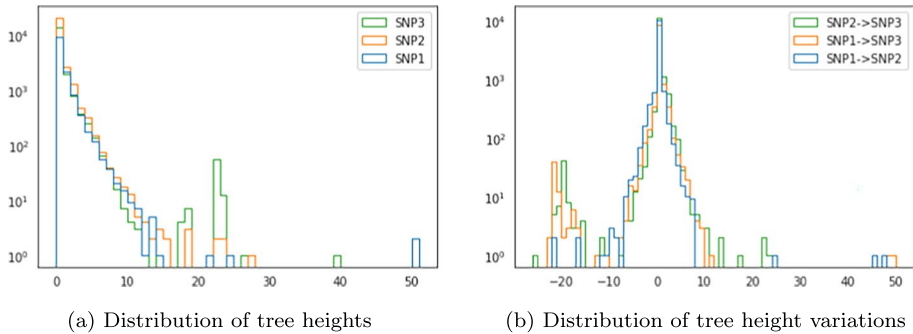 SNP3
SNP2
SNP1
10⁴
10³
10²
10¹
10⁰
0 10 20 30 40 50
(a) Distribution of tree heights
SNP2->SNP3
SNP1->SNP3
SNP1->SNP2
10⁴
10³
10²
10¹
10⁰
−20 −10 0 10 20 30 40 50
(b) Distribution of tree height variations